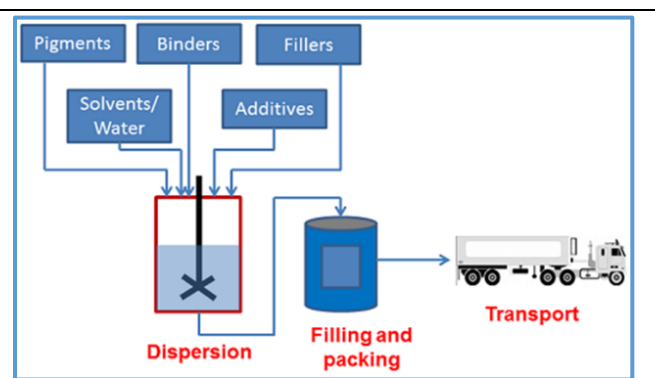 Pigments
Binders
Fillers
Solvents/
Water
Additives
Dispersion
Filling and
packing
Transport